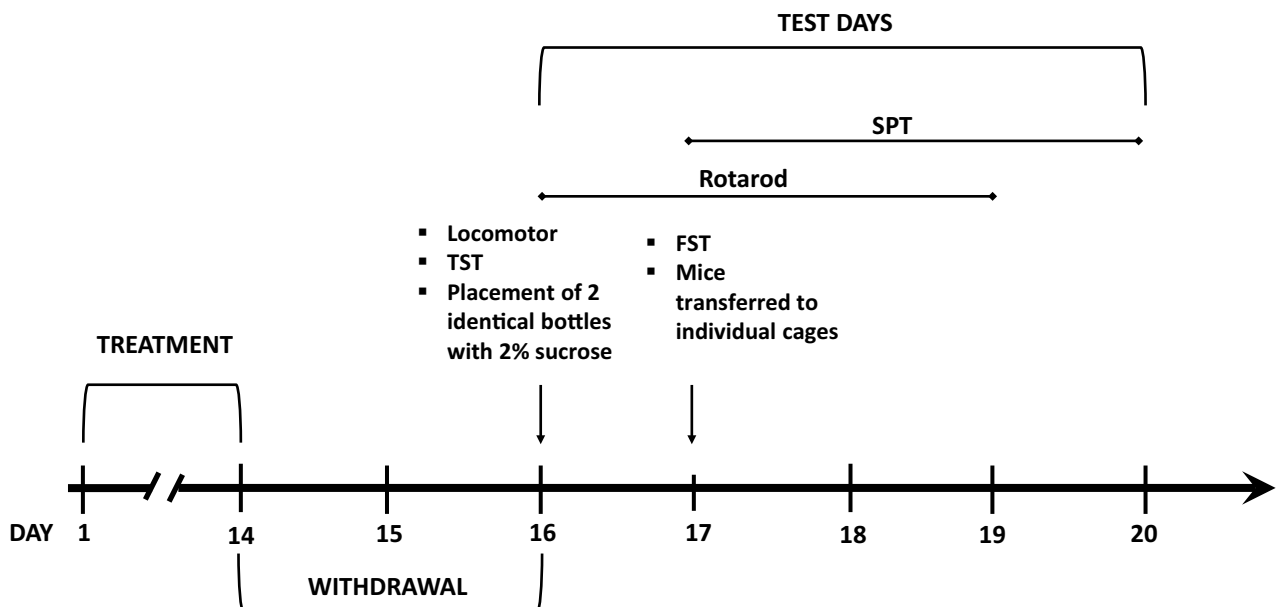 TEST DAYS
SPT
Rotarod
▪ Locomotor
▪ TST
▪ Placement of 2
identical bottles
with 2% sucrose
▪ FST
▪ Mice
transferred to
individual cages
TREATMENT
DAY 1 14 15 16 17 18 19 20
WITHDRAWAL